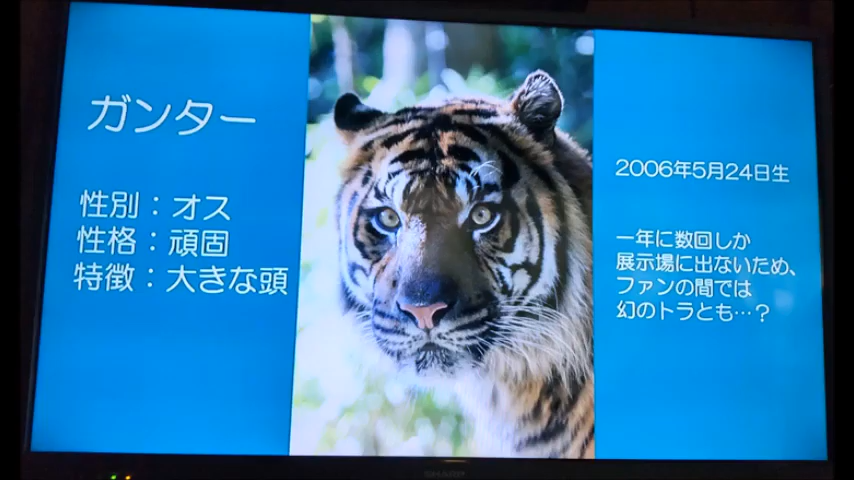 ガンター
性別：オス
性格：頑固
特徴：大きな頭
2006年5月24日生
一年に数回しか
展示場に出ないため、
ファンの間では
幻のトラとも…？
SHARP